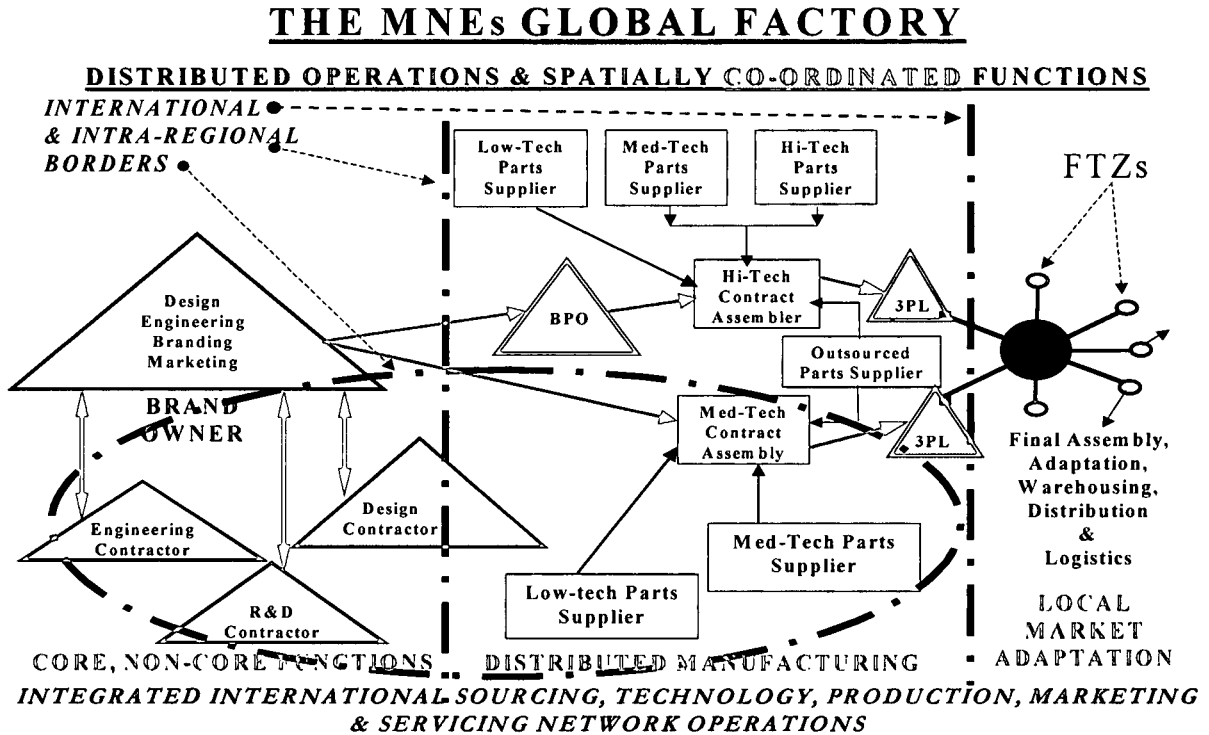 THE MNEs GLOBAL FACTORY
DISTRIBUTED OPERATIONS & SPATIALLY CO-ORDINATED FUNCTIONS
INTERNATIONAL
& INTRA-REGIONAL
BORDERS
Low-Tech
Parts
Supplier
Med-Tech
Parts
Supplier
Hi-Tech
Parts
Supplier
FTZs
Design
Engineering
Branding
Marketing
BPO
Hi-Tech
Contract
Assembler
3PL
Outsourced
Parts Supplier
BRAND
OWNER
Med-Tech
Contract
Assembly
3PL
Final Assembly,
Adaptation,
Warehousing,
Distribution
&
Logistics
Engineering
Contractor
Design
Contractor
R&D
Contractor
Low-tech Parts
Supplier
Med-Tech Parts
Supplier
LOCAL
MARKET
ADAPTATION
CORE, NON-CORE FUNCTIONS
DISTRIBUTED MANUFACTURING
INTEGRATED INTERNATIONAL SOURCING, TECHNOLOGY, PRODUCTION, MARKETING
& SERVICING NETWORK OPERATIONS